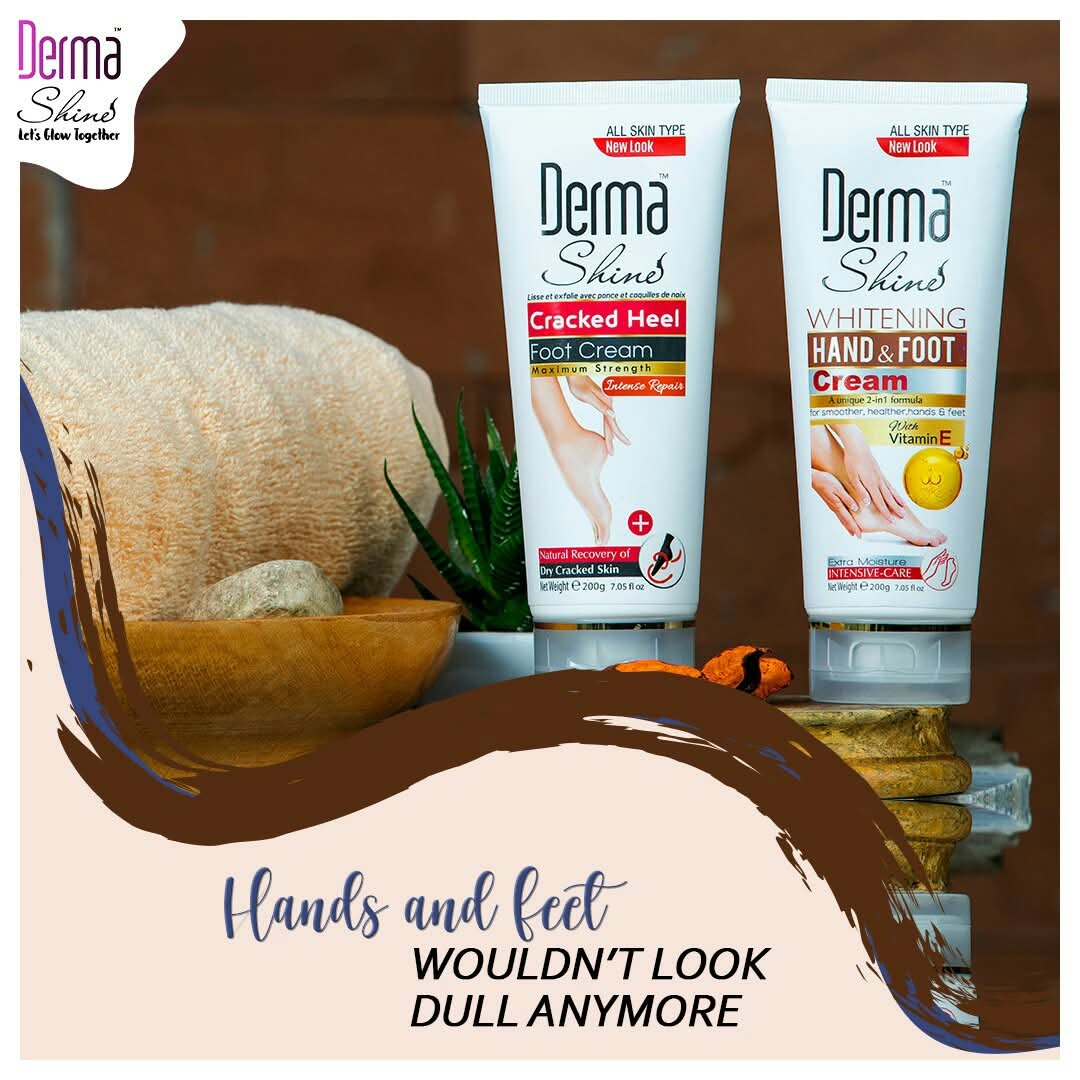 Derma™
Shine
Let's Glow Together
ALL SKIN TYPE
New Look
Derma™
Shine
Lisse et exfolie avec ponce et coquilles de noix
Cracked Heel
Foot Cream
Maximum Strength
Intense Repair
Natural Recovery of
Dry Cracked Skin
Net Weight ℮ 200g 7.05 fl oz
ALL SKIN TYPE
New Look
Derma™
Shine
WHITENING
HAND & FOOT
Cream
A unique 2-in1 formula
for smoother, healther,hands & feet
With
Vitamin E
Extra Moisture
INTENSIVE-CARE
Net Weight ℮ 200g 7.05 fl oz
Hands and feet
WOULDN'T LOOK
DULL ANYMORE